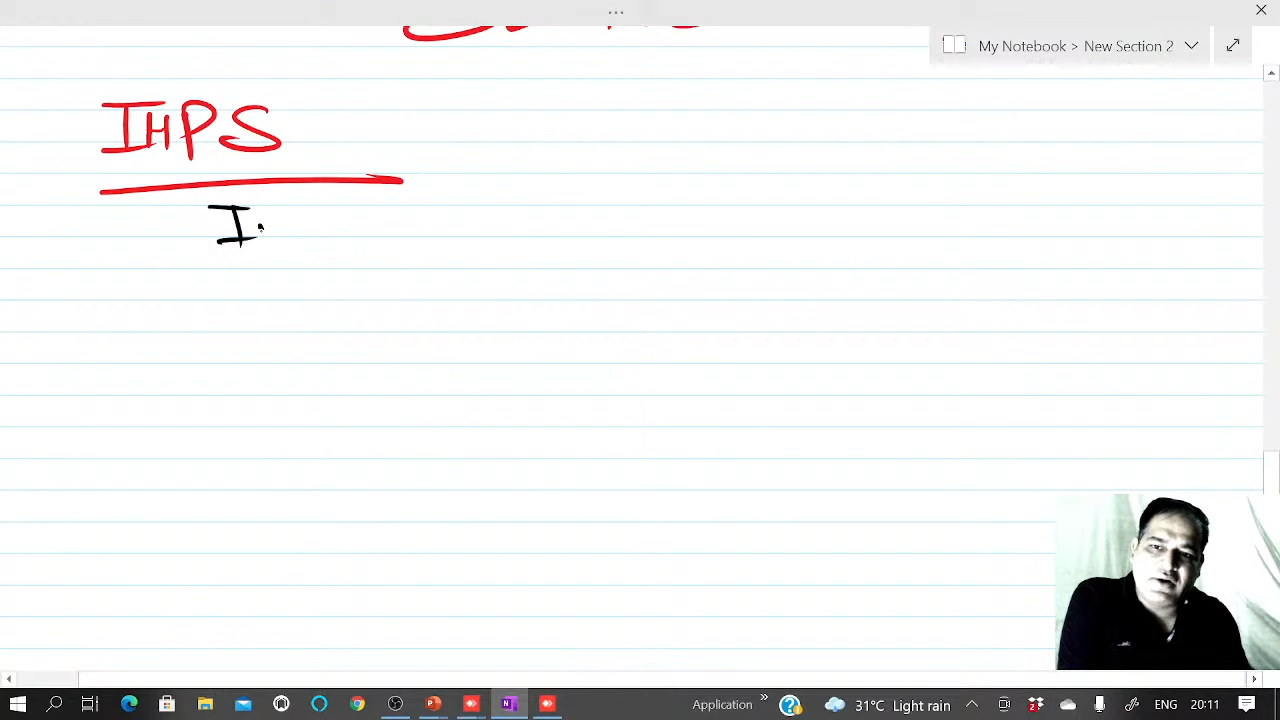 My Notebook > New Section 2
IHPS
I
Application
31°C Light rain
ENG
20:11